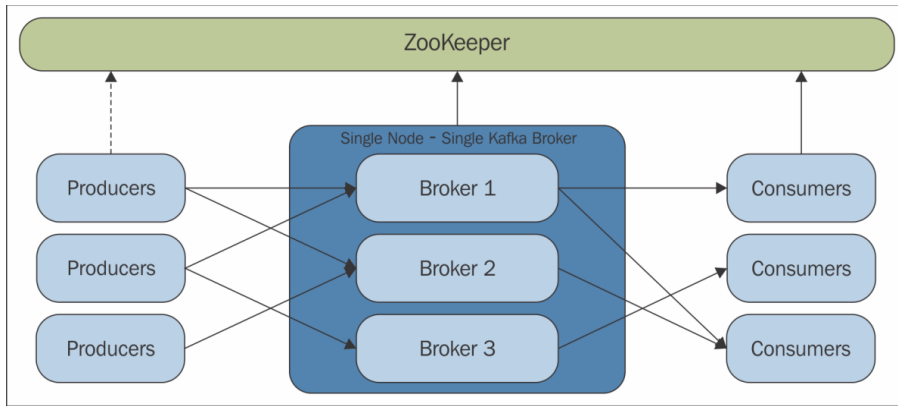 ZooKeeper
Single Node - Single Kafka Broker
Producers
Broker 1
Consumers
Producers
Broker 2
Consumers
Producers
Broker 3
Consumers